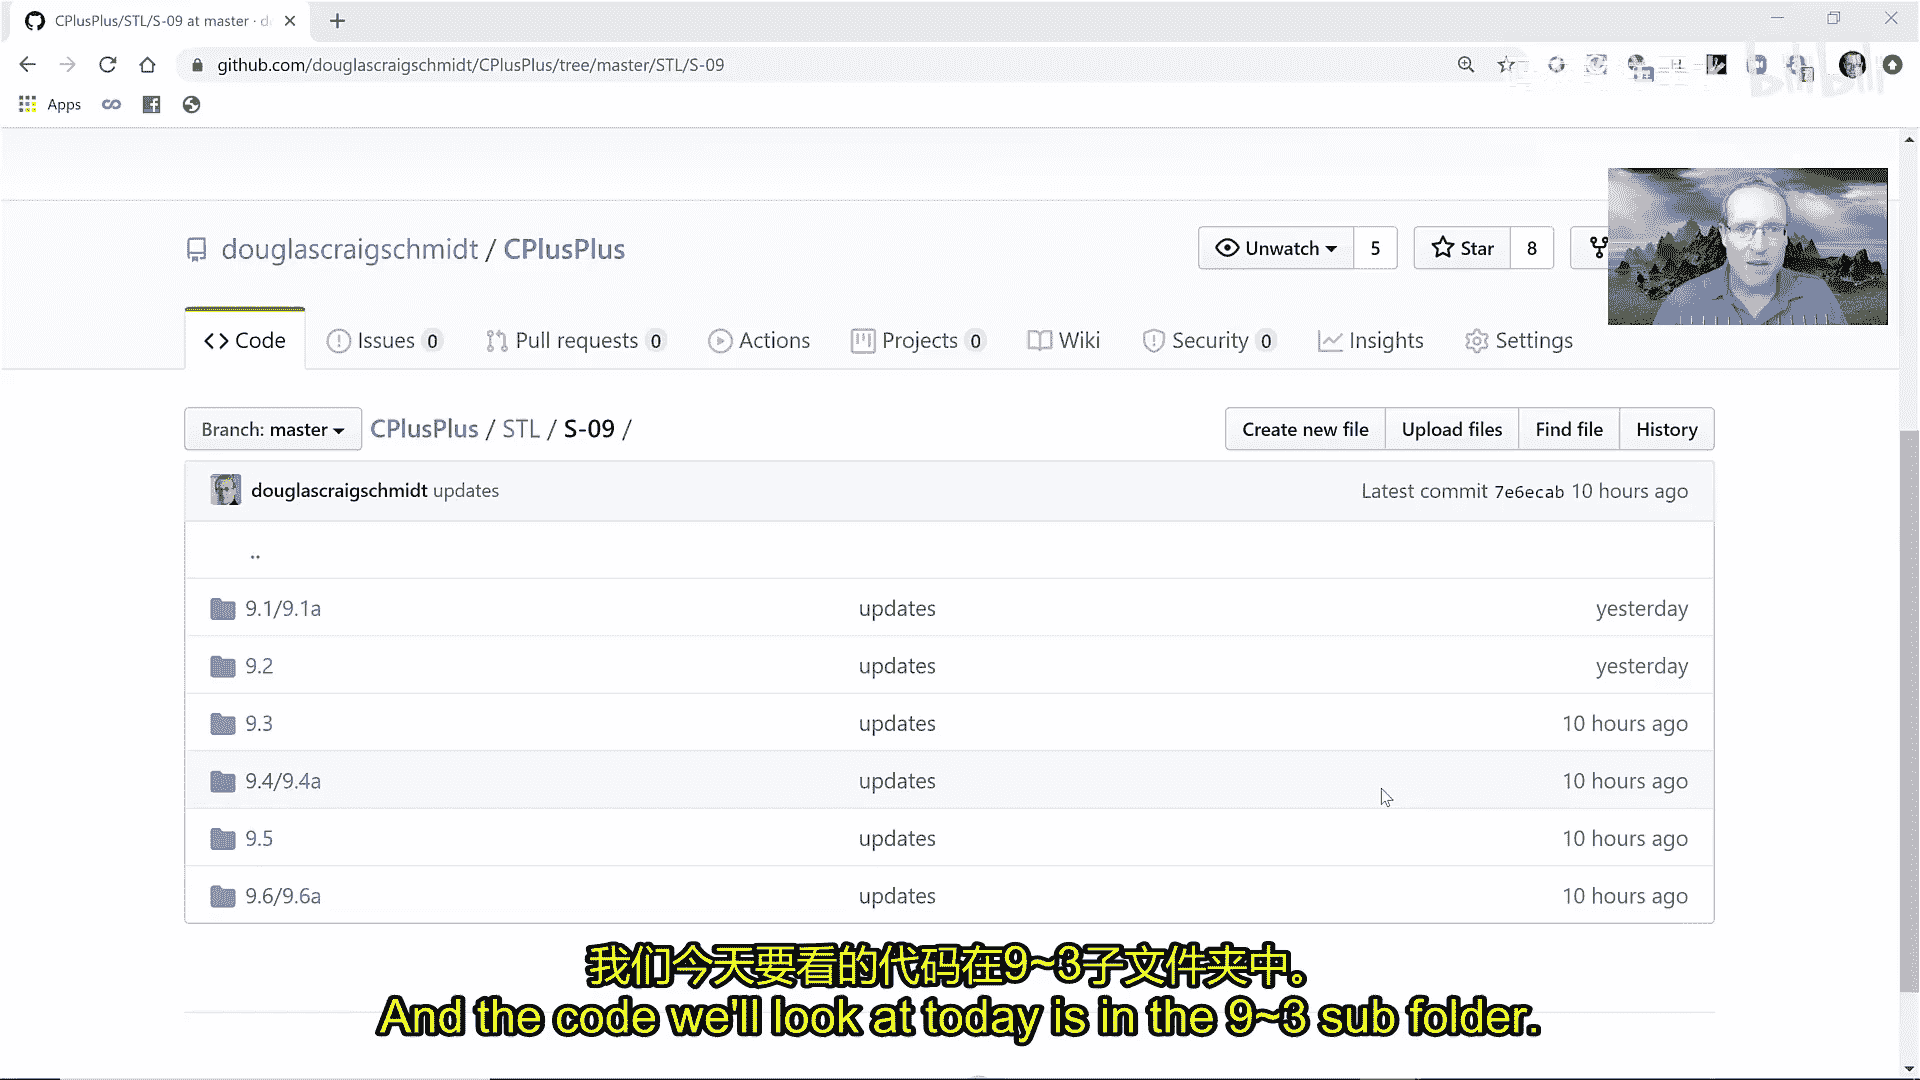 CPlusPlus/STL/S-09 at master · d
github.com/douglascraigschmidt/CPlusPlus/tree/master/STL/S-09
Apps
douglascraigschmidt / CPlusPlus
Unwatch 5 Star 8
Code Issues 0 Pull requests 0 Actions Projects 0 Wiki Security 0 Insights Settings
Branch: master CPlusPlus / STL / S-09 /
Create new file Upload files Find file History
douglascraigschmidt updates Latest commit 7e6ecab 10 hours ago
..
9.1/9.1a updates yesterday
9.2 updates yesterday
9.3 updates 10 hours ago
9.4/9.4a updates 10 hours ago
9.5 updates 10 hours ago
9.6/9.6a updates 10 hours ago
我们今天要看的代码在9~3子文件夹中。
And the code we'll look at today is in the 9~3 sub folder.